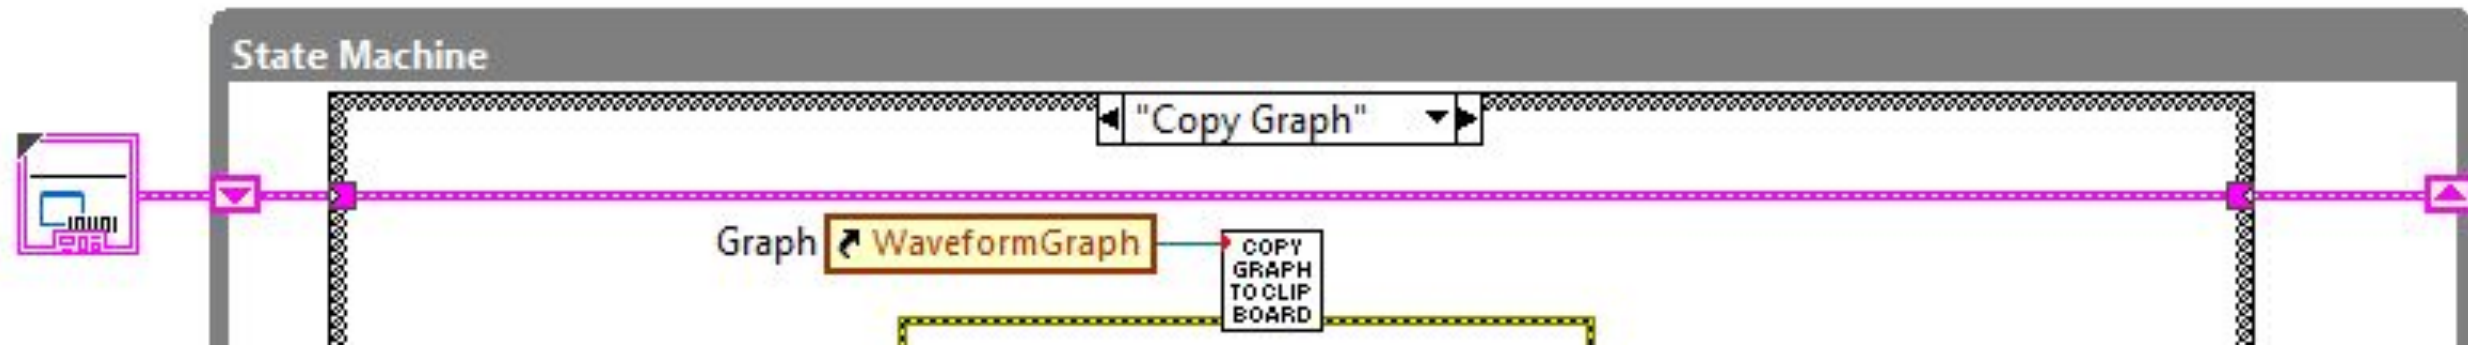 State Machine
"Copy Graph"
Graph WaveformGraph
COPY
GRAPH
TO CLIP
BOARD